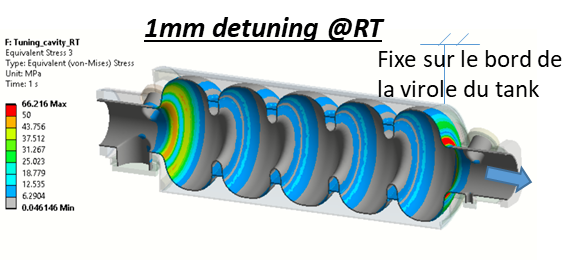 1mm detuning @RT
F: Tuning_cavity_RT
Equivalent Stress 3
Type: Equivalent (von-Mises) Stress
Unit: MPa
Time: 1 s
Fixe sur le bord de
la virole du tank
66.216 Max
50
43.756
37.512
31.267
25.023
18.779
12.535
6.2904
0.046146 Min